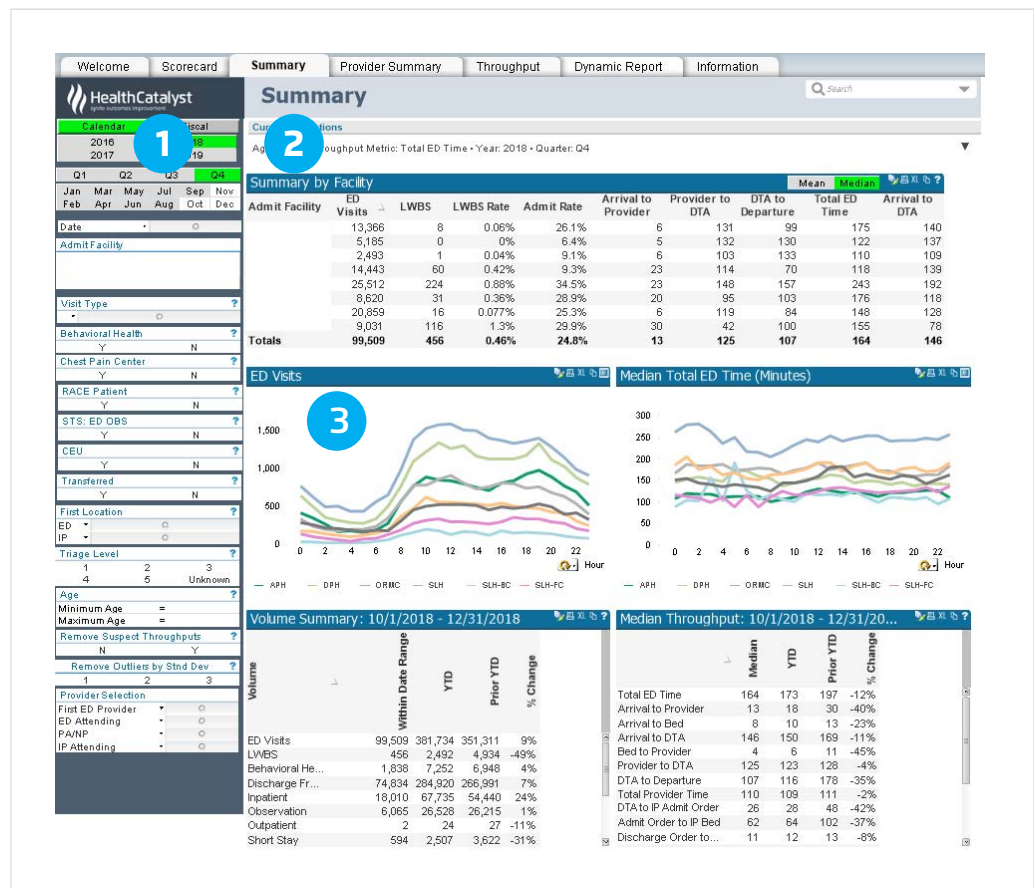 Welcome Scorecard Summary Provider Summary Throughput Dynamic Report Information
HealthCatalyst
ignite outcomes improvement
Summary
Search
Calendar Fiscal
2016
2017
1
2
Throughput Metric: Total ED Time • Year: 2018 • Quarter: Q4
Q1 Q2 Q3 Q4
Jan Mar May Jul Sep Nov
Feb Apr Jun Aug Oct Dec
Date
Admit Facility
Visit Type ?
Behavioral Health ?
Y N
Chest Pain Center ?
Y N
RACE Patient ?
Y N
STS: ED OBS ?
Y N
CEU ?
Y N
Transferred ?
Y N
First Location ?
ED
IP
Triage Level ?
1 2 3
4 5 Unknown
Age ?
Minimum Age =
Maximum Age =
Remove Suspect Throughputs ?
N Y
Remove Outliers by Stnd Dev ?
1 2 3
Provider Selection
First ED Provider
ED Attending
PA/NP
IP Attending
Summary by Facility Mean Median XL ?
Admit Facility ED Visits LWBS LWBS Rate Admit Rate Arrival to Provider Provider to DTA DTA to Departure Total ED Time Arrival to DTA
13,366 8 0.06% 26.1% 6 131 99 175 140
5,185 0 0% 6.4% 5 132 130 122 137
2,493 1 0.04% 9.1% 6 103 133 110 109
14,443 60 0.42% 9.3% 23 114 70 118 139
25,512 224 0.88% 34.5% 23 148 157 243 192
8,620 31 0.36% 28.9% 20 95 103 176 118
20,859 16 0.077% 25.3% 6 119 84 148 128
9,031 116 1.3% 29.9% 30 42 100 155 78
Totals 99,509 456 0.46% 24.8% 13 125 107 164 146
ED Visits XL
3
1,500
1,000
500
0
0 2 4 6 8 10 12 14 16 18 20 22
Hour
APH DPH ORMC SLH SLH-BC SLH-FC
Median Total ED Time (Minutes) XL
300
250
200
150
100
50
0
0 2 4 6 8 10 12 14 16 18 20 22
Hour
APH DPH ORMC SLH SLH-BC SLH-FC
Volume Summary: 10/1/2018 - 12/31/2018 XL ?
Volume Within Date Range YTD Prior YTD % Change
ED Visits 99,509 381,734 351,311 9%
LWBS 456 2,492 4,934 -49%
Behavioral He... 1,838 7,252 6,948 4%
Discharge Fr... 74,834 284,920 266,991 7%
Inpatient 18,010 67,735 54,440 24%
Observation 6,065 26,528 26,215 1%
Outpatient 2 24 27 -11%
Short Stay 594 2,507 3,622 -31%
Median Throughput: 10/1/2018 - 12/31/20... XL ?
Median YTD Prior YTD % Change
Total ED Time 164 173 197 -12%
Arrival to Provider 13 18 30 -40%
Arrival to Bed 8 10 13 -23%
Arrival to DTA 146 150 169 -11%
Bed to Provider 4 6 11 -45%
Provider to DTA 125 123 128 -4%
DTA to Departure 107 116 178 -35%
Total Provider Time 110 109 111 -2%
DTA to IP Admit Order 26 28 48 -42%
Admit Order to IP Bed 62 64 102 -37%
Discharge Order to... 11 12 13 -8%